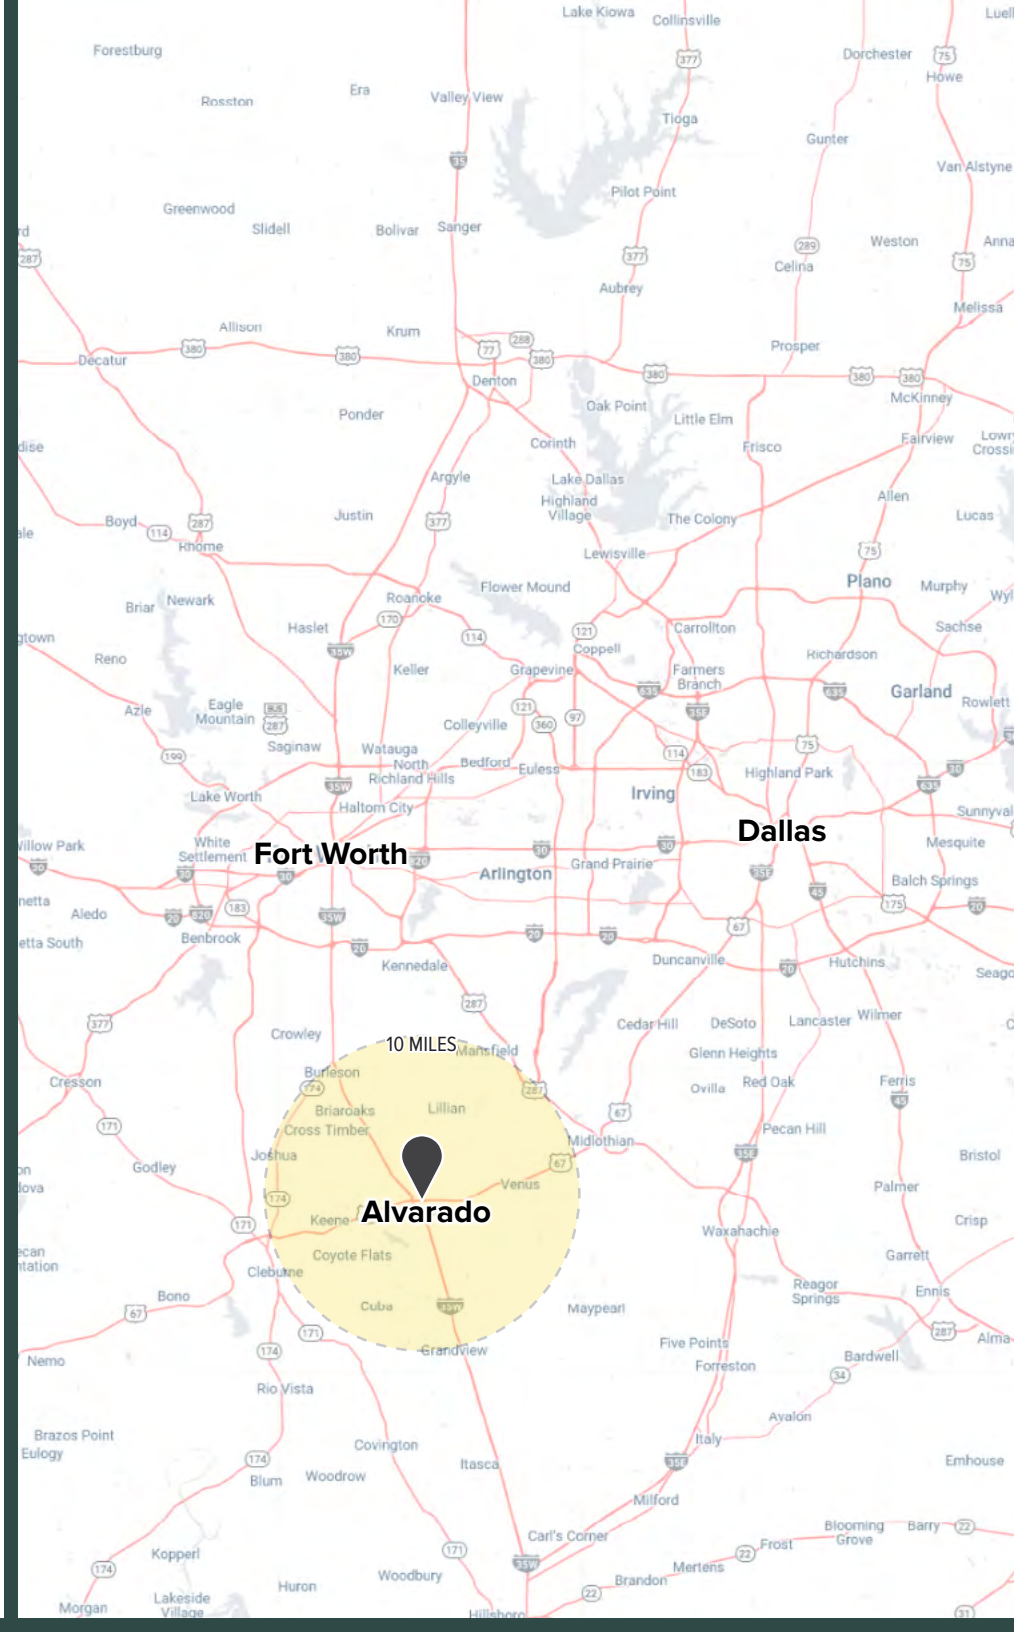 Lake Kiowa
Collinsville
Forestburg
377
Dorchester
75
Howe
Era
Valley View
Rosston
Tioga
Gunter
35
Van Alstyne
Pilot Point
Greenwood
Slidell
Bolivar
Sanger
289
Weston
Anna
287
377
Celina
75
Aubrey
Melissa
Allison
Krum
288
Prosper
380
77
380
380
Decatur
380
380
380
Denton
McKinney
Ponder
Oak Point
Little Elm
Corinth
Frisco
Fairview
Argyle
Lake Dallas
Highland
Village
Allen
Justin
377
The Colony
Lucas
Boyd
114
287
Rhome
Lewisville
75
Flower Mound
Plano
Murphy
Briar
Newark
Roanoke
170
Haslet
114
121
Carrollton
Sachse
35W
Coppell
Richardson
Reno
Keller
Grapevine
Farmers
Branch
635
635
Garland
Rowlett
Azle
Eagle
Mountain
BUS
287
121
360
97
35E
Colleyville
Saginaw
Watauga
North
Richland Hills
Bedford
Euless
114
183
75
199
Highland Park
30
635
35W
Lake Worth
Haltom City
Irving
Sunnyval
Dallas
Willow Park
White
Settlement
Fort Worth
820
30
30
Mesquite
30
30
30
Arlington
Grand Prairie
35E
45
Balch Springs
175
20
Aledo
20
820
183
35W
67
etta South
Benbrook
20
20
20
Kennedale
Duncanville
20
Hutchins
377
287
Crowley
Cedar Hill
DeSoto
Lancaster
Wilmer
10 MILES
Mansfield
Glenn Heights
Cresson
Burleson
174
287
Ovilla
Red Oak
Ferris
45
Briaroaks
Lillian
67
171
Cross Timber
Midlothian
Pecan Hill
35E
Joshua
67
Bristol
Godley
Venus
Palmer
174
Alvarado
Keene
171
Waxahachie
Crisp
Coyote Flats
Garrett
Cleburne
Reagor
Springs
Ennis
Bono
67
Cuba
35W
Maypearl
171
287
Alma
174
Grandview
Five Points
Bardwell
Nemo
Forreston
34
Rio Vista
Avalon
Brazos Point
Eulogy
Covington
Italy
174
Itasca
35E
Emhouse
Blum
Woodrow
Milford
Carl's Corner
Blooming
Grove
Barry
22
Frost
Kopperl
171
35W
22
174
Woodbury
Mertens
Huron
Brandon
22
Lakeside
Village
Morgan
Hillsboro
31